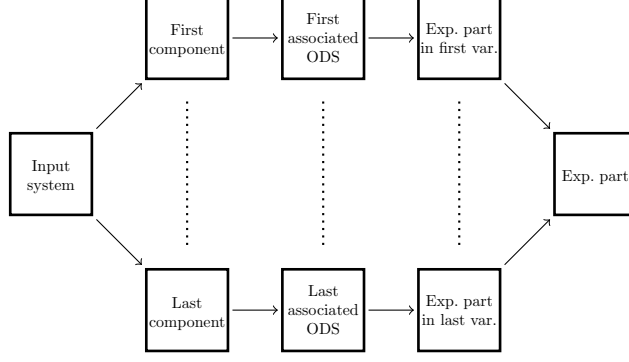 First
component
First
associated
ODS
Exp. part
in first var.
Input
system
Exp. part
Last
component
Last
associated
ODS
Exp. part
in last var.